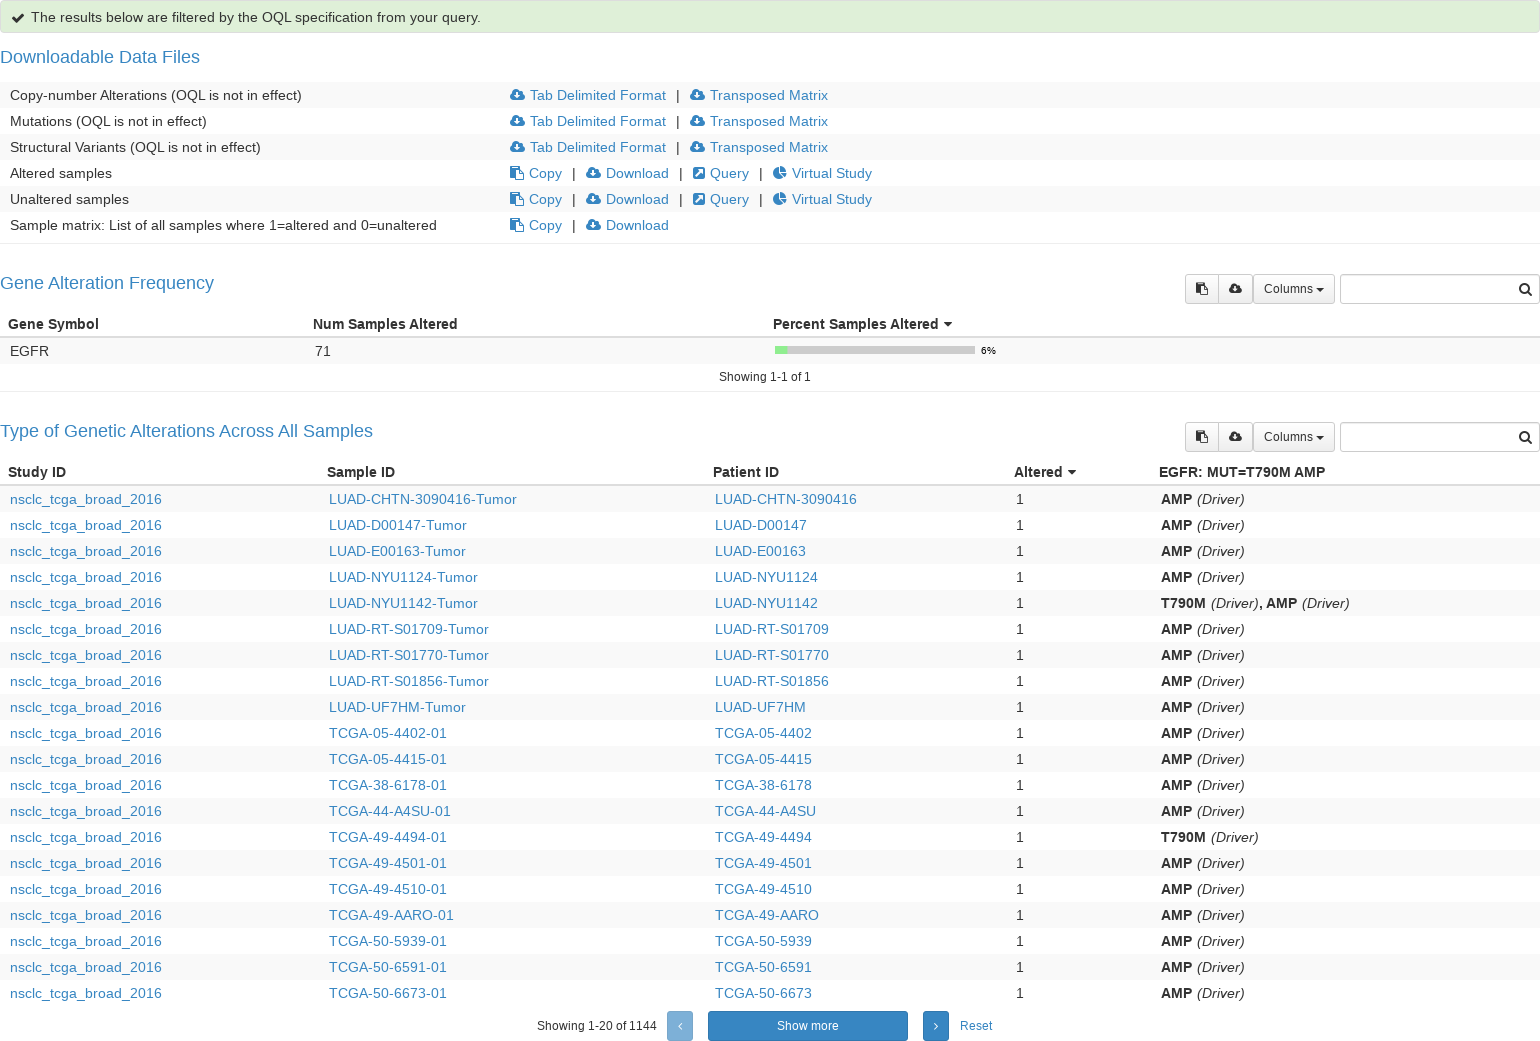 The results below are filtered by the OQL specification from your query.
Downloadable Data Files
Copy-number Alterations (OQL is not in effect) Tab Delimited Format | Transposed Matrix
Mutations (OQL is not in effect) Tab Delimited Format | Transposed Matrix
Structural Variants (OQL is not in effect) Tab Delimited Format | Transposed Matrix
Altered samples Copy | Download | Query | Virtual Study
Unaltered samples Copy | Download | Query | Virtual Study
Sample matrix: List of all samples where 1=altered and 0=unaltered Copy | Download
Gene Alteration Frequency Columns
Gene Symbol Num Samples Altered Percent Samples Altered
EGFR 71 6%
Showing 1-1 of 1
Type of Genetic Alterations Across All Samples Columns
Study ID Sample ID Patient ID Altered EGFR: MUT=T790M AMP
nsclc_tcga_broad_2016 LUAD-CHTN-3090416-Tumor LUAD-CHTN-3090416 1 AMP (Driver)
nsclc_tcga_broad_2016 LUAD-D00147-Tumor LUAD-D00147 1 AMP (Driver)
nsclc_tcga_broad_2016 LUAD-E00163-Tumor LUAD-E00163 1 AMP (Driver)
nsclc_tcga_broad_2016 LUAD-NYU1124-Tumor LUAD-NYU1124 1 AMP (Driver)
nsclc_tcga_broad_2016 LUAD-NYU1142-Tumor LUAD-NYU1142 1 T790M (Driver), AMP (Driver)
nsclc_tcga_broad_2016 LUAD-RT-S01709-Tumor LUAD-RT-S01709 1 AMP (Driver)
nsclc_tcga_broad_2016 LUAD-RT-S01770-Tumor LUAD-RT-S01770 1 AMP (Driver)
nsclc_tcga_broad_2016 LUAD-RT-S01856-Tumor LUAD-RT-S01856 1 AMP (Driver)
nsclc_tcga_broad_2016 LUAD-UF7HM-Tumor LUAD-UF7HM 1 AMP (Driver)
nsclc_tcga_broad_2016 TCGA-05-4402-01 TCGA-05-4402 1 AMP (Driver)
nsclc_tcga_broad_2016 TCGA-05-4415-01 TCGA-05-4415 1 AMP (Driver)
nsclc_tcga_broad_2016 TCGA-38-6178-01 TCGA-38-6178 1 AMP (Driver)
nsclc_tcga_broad_2016 TCGA-44-A4SU-01 TCGA-44-A4SU 1 AMP (Driver)
nsclc_tcga_broad_2016 TCGA-49-4494-01 TCGA-49-4494 1 T790M (Driver)
nsclc_tcga_broad_2016 TCGA-49-4501-01 TCGA-49-4501 1 AMP (Driver)
nsclc_tcga_broad_2016 TCGA-49-4510-01 TCGA-49-4510 1 AMP (Driver)
nsclc_tcga_broad_2016 TCGA-49-AARO-01 TCGA-49-AARO 1 AMP (Driver)
nsclc_tcga_broad_2016 TCGA-50-5939-01 TCGA-50-5939 1 AMP (Driver)
nsclc_tcga_broad_2016 TCGA-50-6591-01 TCGA-50-6591 1 AMP (Driver)
nsclc_tcga_broad_2016 TCGA-50-6673-01 TCGA-50-6673 1 AMP (Driver)
Showing 1-20 of 1144 Show more Reset